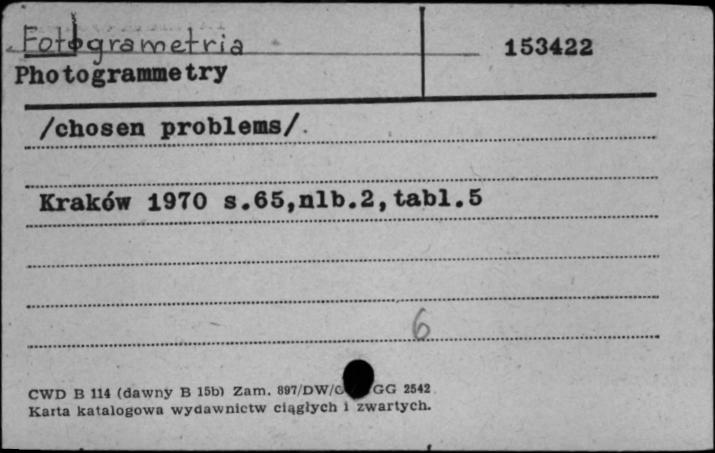 Fotogrametria
153422
Photogrammetry
/chosen problems/.
Kraków 1970 s.65,nlb.2,tabl.5
6
CWD B 114 (dawny B 15b) Zam. 897/DW/ GG 2542
Karta katalogowa wydawnictw ciągłych i zwartych.